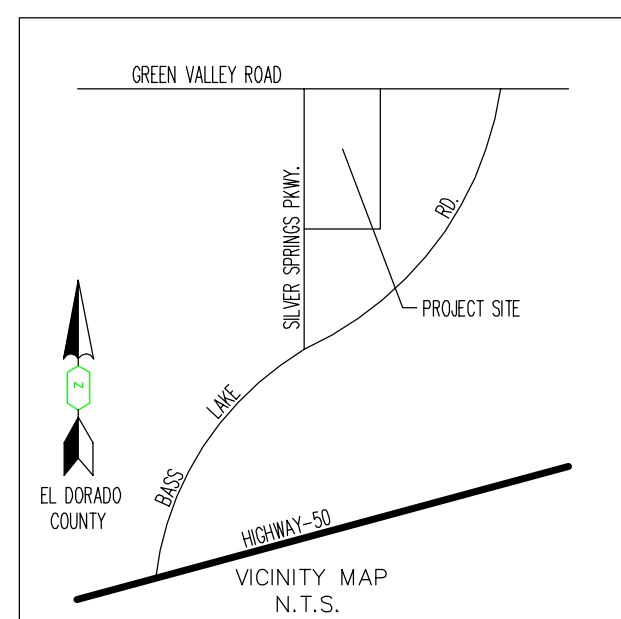 GREEN VALLEY ROAD
SILVER SPRINGS PKWY.
RD.
PROJECT SITE
LAKE
BASS
N
EL DORADO
COUNTY
HIGHWAY-50
VICINITY MAP
N.T.S.